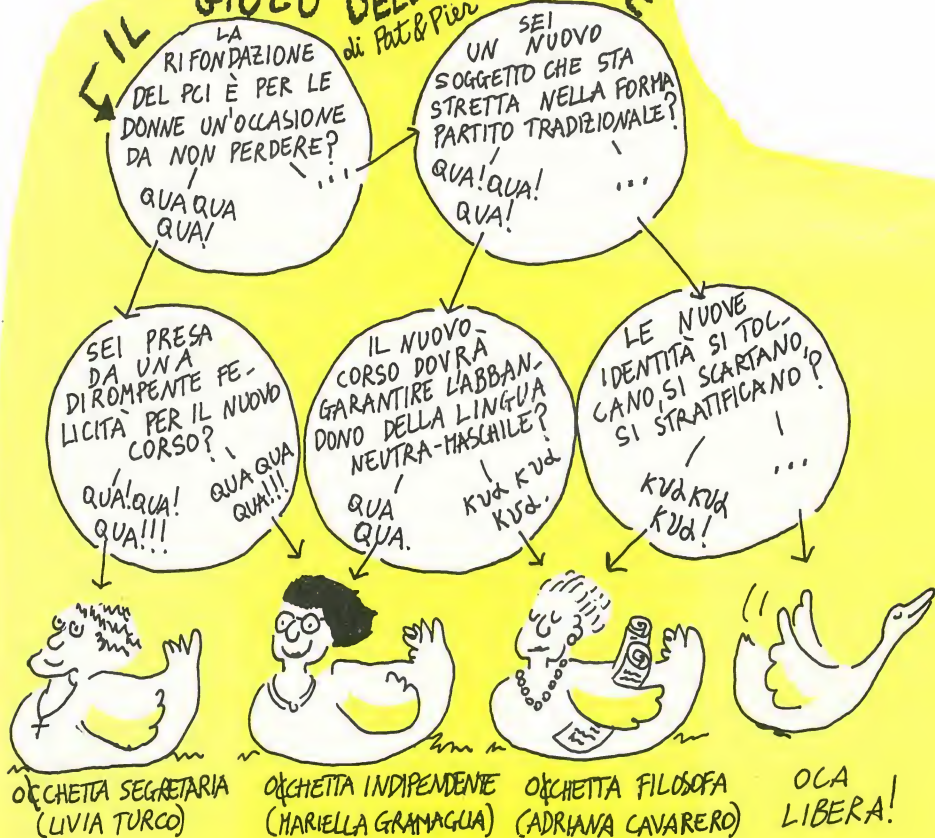 IL GIOCO DELL
di Pat & Pier
LA
RIFONDAZIONE
DEL PCI È PER LE
DONNE UN'OCCASIONE
DA NON PERDERE?
QUA QUA
QUA!
...
SEI
UN NUOVO
SOGGETTO CHE STA
STRETTA NELLA FORMA
PARTITO TRADIZIONALE?
QUA! QUA!
QUA!
...
SEI PRESA
DA UNA
DIROMPENTE FE-
LICITÀ PER IL NUOVO
CORSO?
QUA! QUA!
QUA!!!
QUA QUA
QUA!!!
IL NUOVO-
CORSO DOVRÀ
GARANTIRE L'ABBAN-
DONO DELLA LINGUA
NEUTRA-MASCHILE?
QUA
QUA.
KUA KUA
KUA.
LE NUOVE
IDENTITÀ SI TOC-
CANO, SI SCARTANO,
SI STRATIFICANO?
KUA KUA
KUA!
...
OCCHETTA SEGRETARIA
(LIVIA TURCO)
OCCHETTA INDIPENDENTE
(MARIELLA GRAMAGLIA)
OCCHETTA FILOSOFA
(ADRIANA CAVARERO)
OCA
LIBERA!